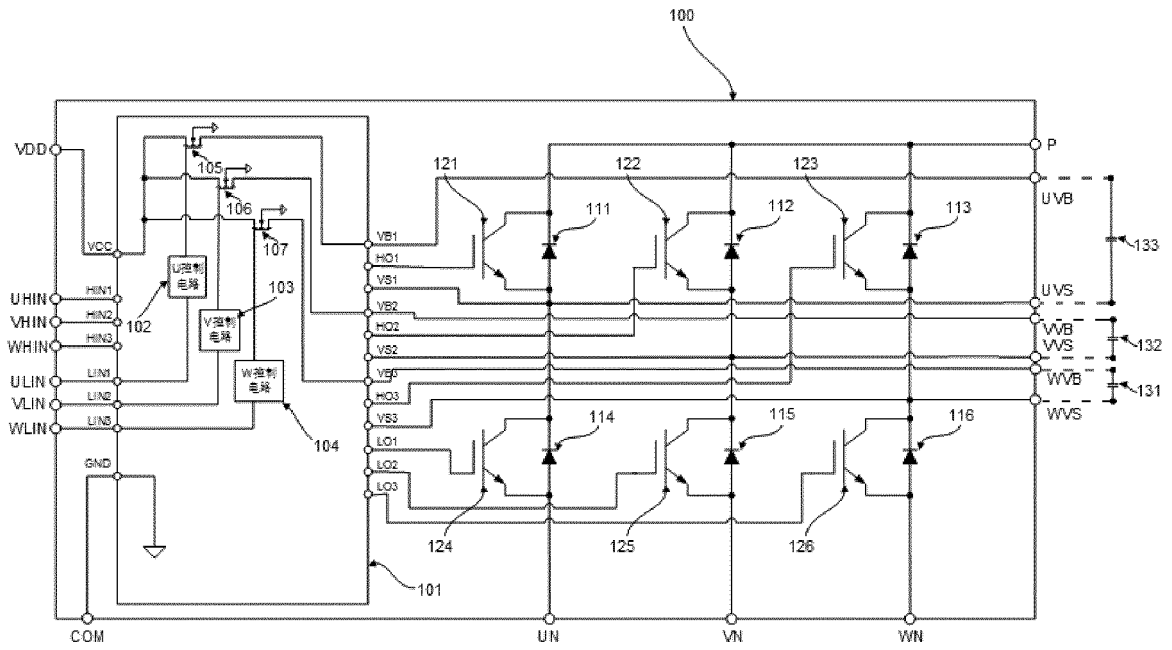 100
VDD
P
105
121
122
123
UVB
106
111
112
113
107
VCC
VB1
133
U控制
电路
HO1
UHIN
HIN1
103
VS1
UVS
VHIN
HIN2
102
V控制
电路
VB2
VVB
WHIN
HIN3
HO2
VVS
132
VS2
ULIN
LIN1
W控制
电路
VB3
WVB
131
VLIN
LIN2
HO3
WLIN
LIN3
104
VS3
114
115
116
WVS
GND
LO1
LO2
LO3
124
125
126
101
COM
UN
VN
WN